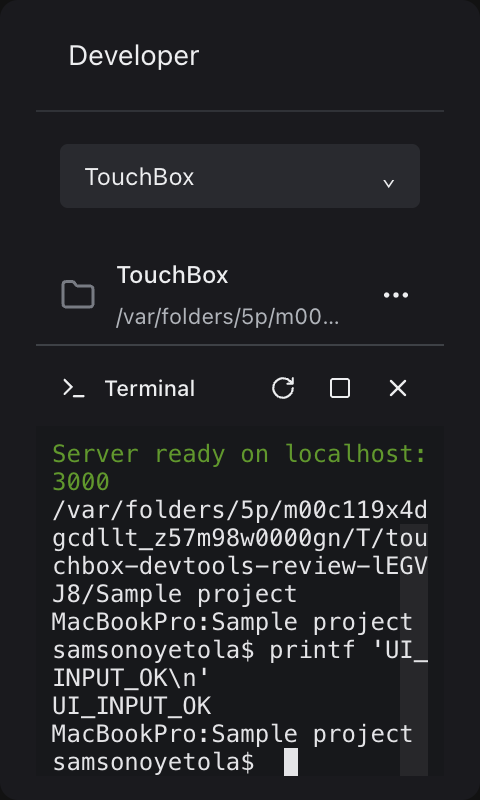 Developer
TouchBox
TouchBox
/var/folders/5p/m00...
Terminal
Server ready on localhost:
3000
/var/folders/5p/m00c119x4d
gcdllt_z57m98w0000gn/T/tou
chbox-devtools-review-lEGV
J8/Sample project
MacBookPro:Sample project
samsonoyetola$ printf 'UI_
INPUT_OK\n'
UI_INPUT_OK
MacBookPro:Sample project
samsonoyetola$